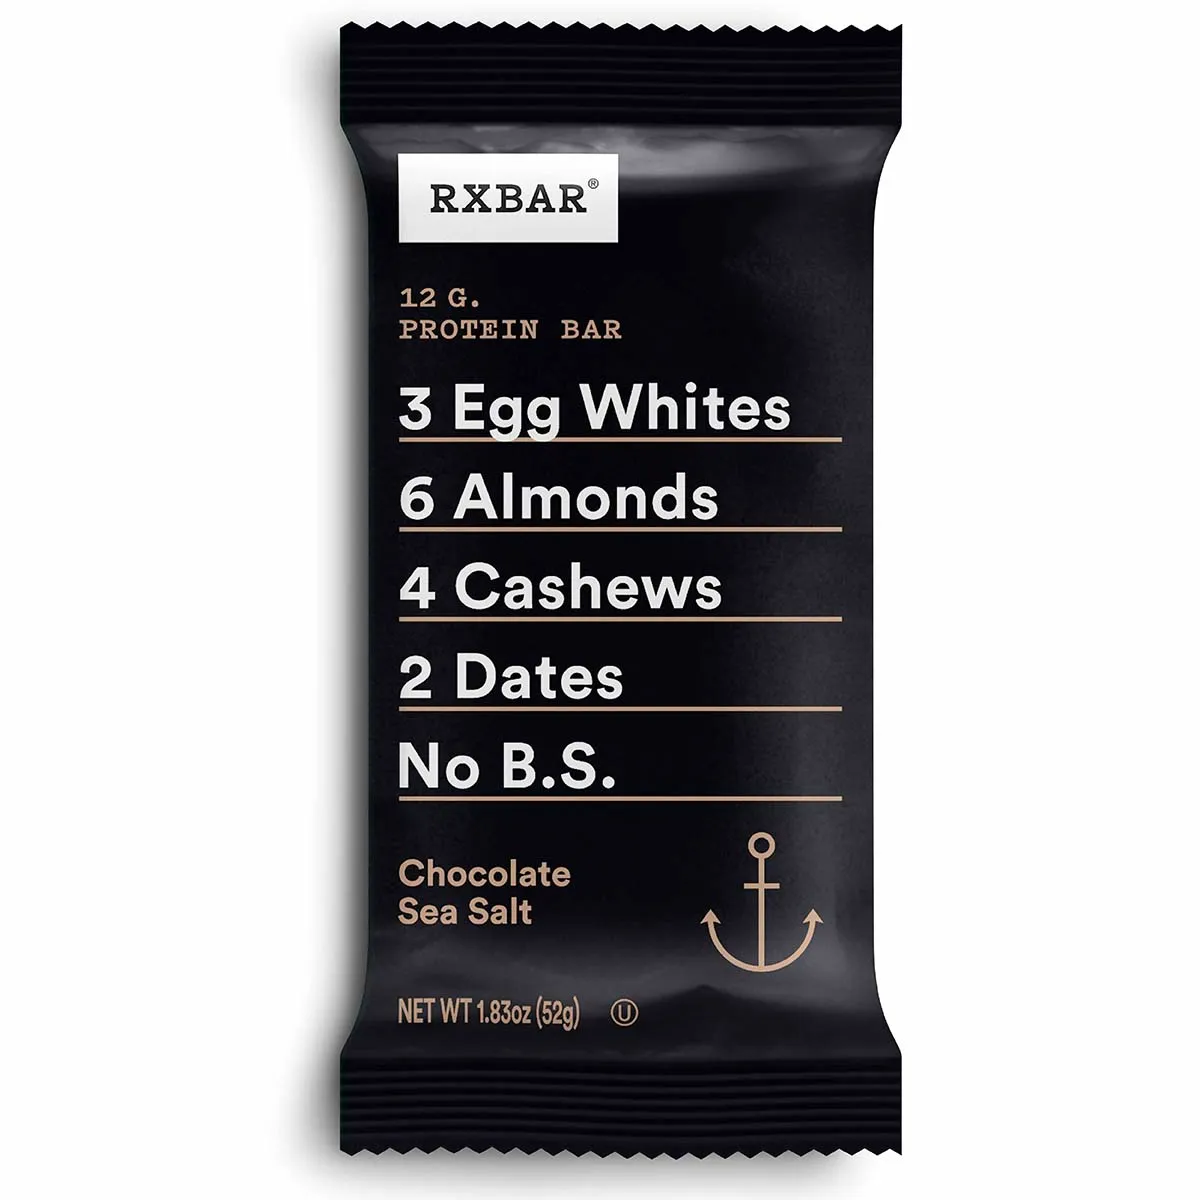 RXBAR®
12 G.
PROTEIN BAR
3 Egg Whites
6 Almonds
4 Cashews
2 Dates
No B.S.
Chocolate
Sea Salt
NET WT 1.83oz (52g) Ⓤ